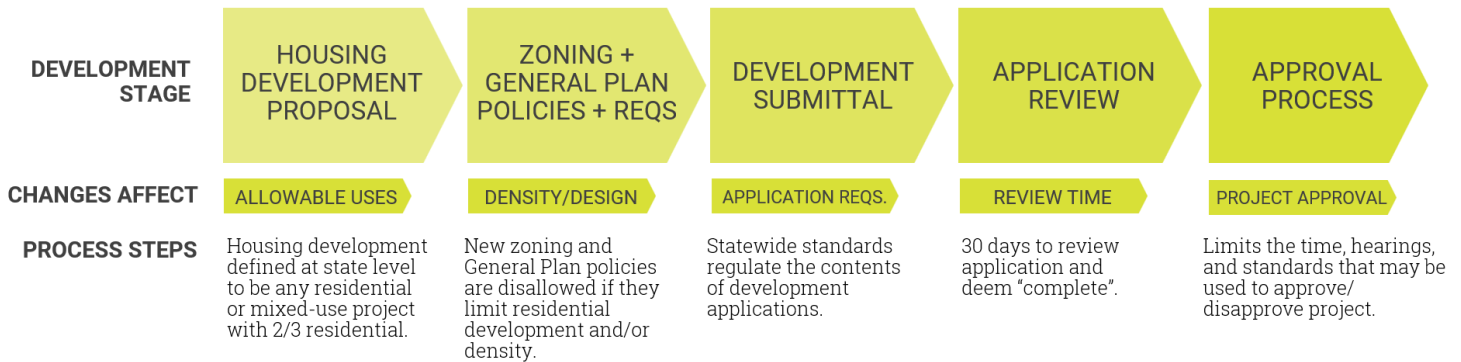 DEVELOPMENT
STAGE
HOUSING
DEVELOPMENT
PROPOSAL
ZONING +
GENERAL PLAN
POLICIES + REQS
DEVELOPMENT
SUBMITTAL
APPLICATION
REVIEW
APPROVAL
PROCESS
CHANGES AFFECT
ALLOWABLE USES
DENSITY/DESIGN
APPLICATION REQS.
REVIEW TIME
PROJECT APPROVAL
PROCESS STEPS
Housing development
defined at state level
to be any residential
or mixed-use project
with 2/3 residential.
New zoning and
General Plan policies
are disallowed if they
limit residential
development and/or
density.
Statewide standards
regulate the contents
of development
applications.
30 days to review
application and
deem “complete”.
Limits the time, hearings,
and standards that may be
used to approve/
disapprove project.